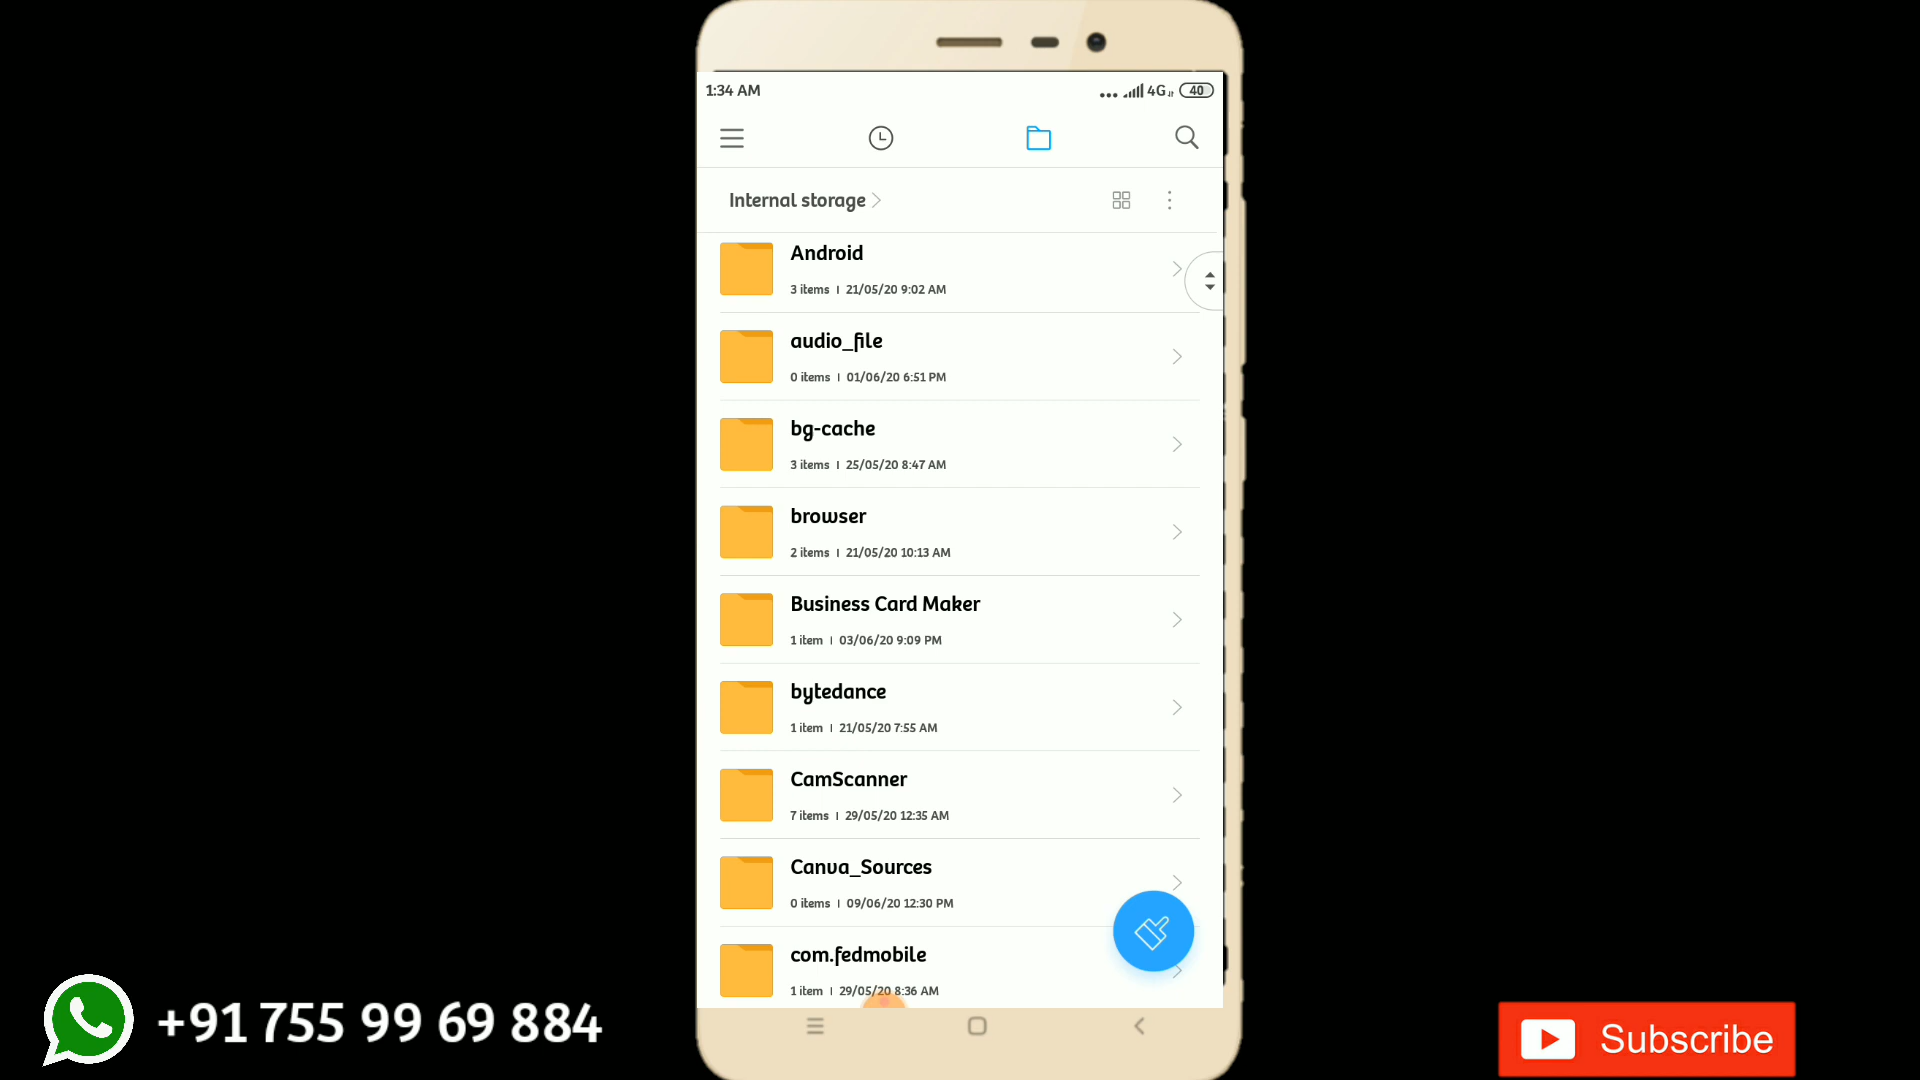 1:34 AM
4G 40
Internal storage
Android
3 items | 21/05/20 9:02 AM
audio_file
0 items | 01/06/20 6:51 PM
bg-cache
3 items | 25/05/20 8:47 AM
browser
2 items | 21/05/20 10:13 AM
Business Card Maker
1 item | 03/06/20 9:09 PM
bytedance
1 item | 21/05/20 7:55 AM
CamScanner
7 items | 29/05/20 12:35 AM
Canva_Sources
0 items | 09/06/20 12:30 PM
com.fedmobile
1 item | 29/05/20 8:36 AM
+91 755 99 69 884
Subscribe